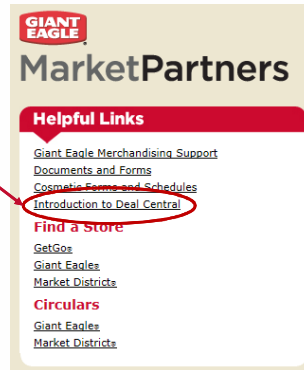 GIANT
EAGLE
MarketPartners
Helpful Links
Giant Eagle Merchandising Support
Documents and Forms
Cosmetic Forms and Schedules
Introduction to Deal Central
Find a Store
GetGo®
Giant Eagle®
Market District®
Circulars
Giant Eagle®
Market District®